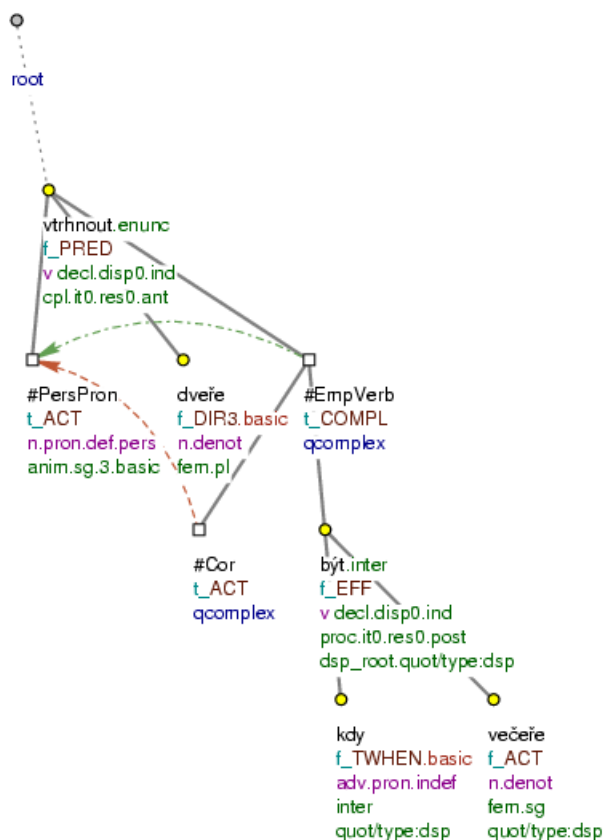 root
vtrhnout.enunc
f_PRED
v decl.disp0.ind
cpl.it0.res0.ant
#PersPron
t_ACT
n.pron.def.pers
anim.sg.3.basic
dveře
f_DIR3.basic
n.denot
fem.pl
#EmpVerb
t_COMPL
qcomplex
#Cor
t_ACT
qcomplex
být.inter
f_EFF
v decl.disp0.ind
proc.it0.res0.post
dsp_root.quot/type:dsp
kdy
f_TWHEN.basic
adv.pron.indef
inter
quot/type:dsp
večeře
f_ACT
n.denot
fem.sg
quot/type:dsp